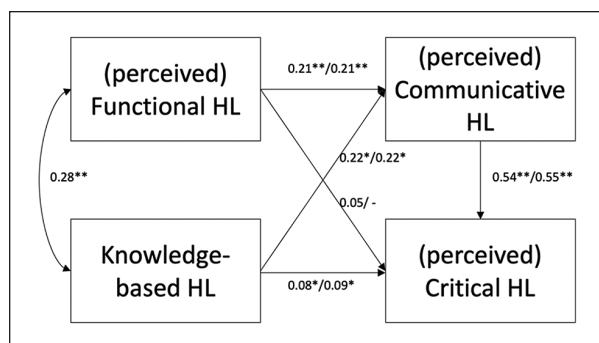 (perceived)
Functional HL
0.21**/0.21**
(perceived)
Communicative
HL
0.28**
0.22*/0.22*
0.54**/0.55**
0.05/ -
Knowledge-
based HL
0.08*/0.09*
(perceived)
Critical HL